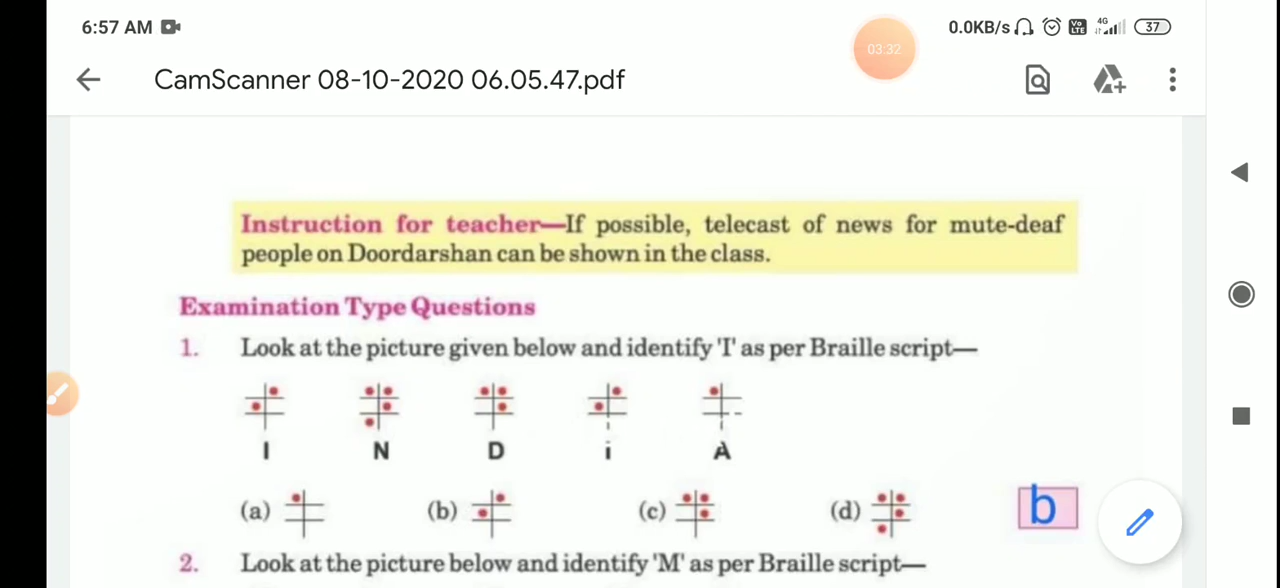 6:57 AM
03:32
0.0KB/s
Vo
LTE
4G
37
CamScanner 08-10-2020 06.05.47.pdf
Instruction for teacher—If possible, telecast of news for mute-deaf
people on Doordarshan can be shown in the class.
Examination Type Questions
1. Look at the picture given below and identify 'I' as per Braille script—
I N D i A
(a) (b) (c) (d) b
2. Look at the picture below and identify 'M' as per Braille script—